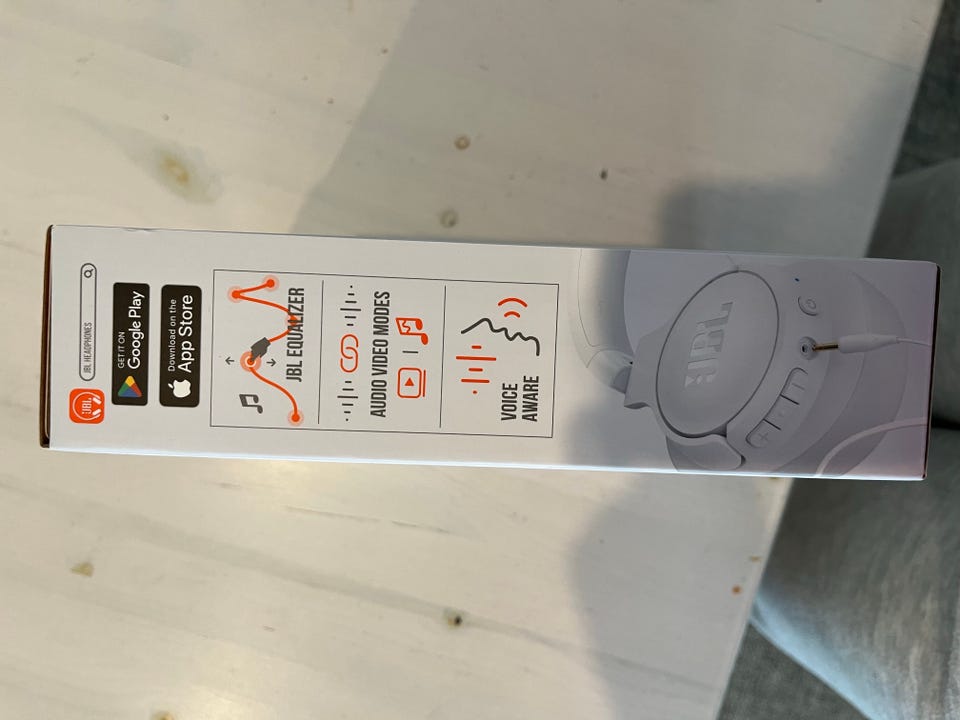 JBL
JBL HEADPHONES
GET IT ON
Google Play
Download on the
App Store
JBL EQUALIZER
AUDIO VIDEO MODES
VOICE
AWARE
JBL